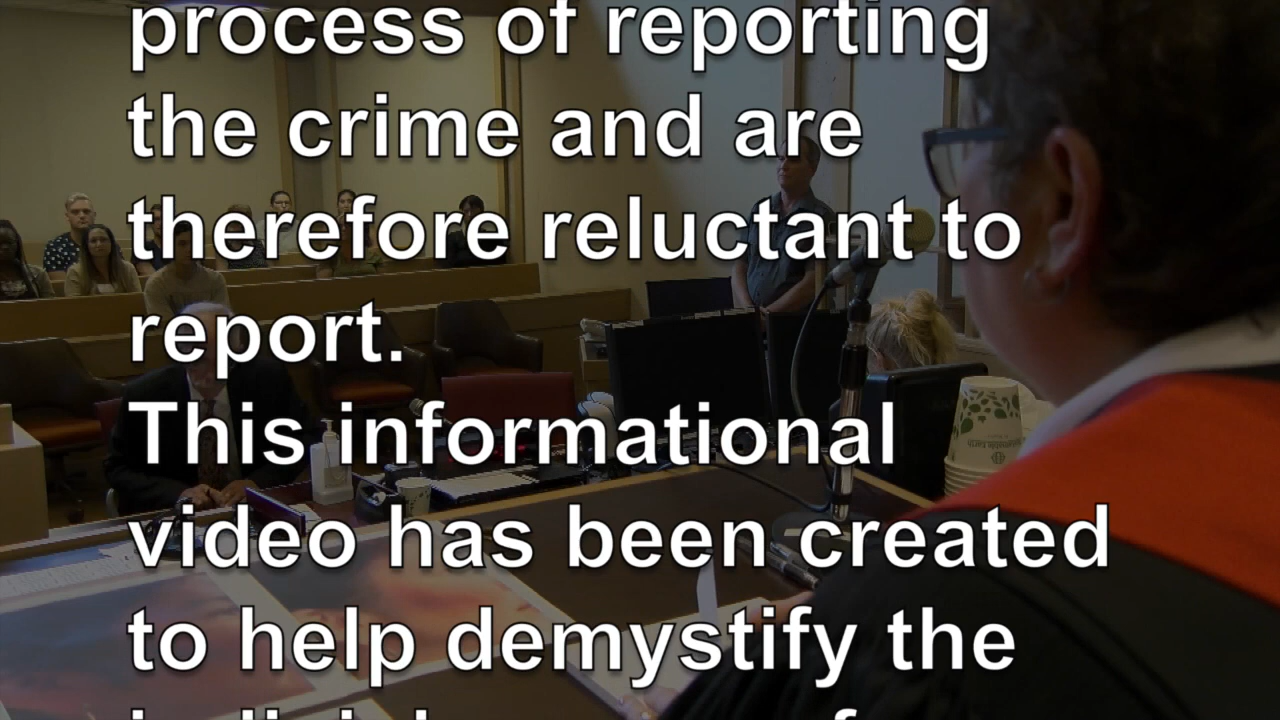 process of reporting
the crime and are
therefore reluctant to
report.
This informational
video has been created
to help demystify the